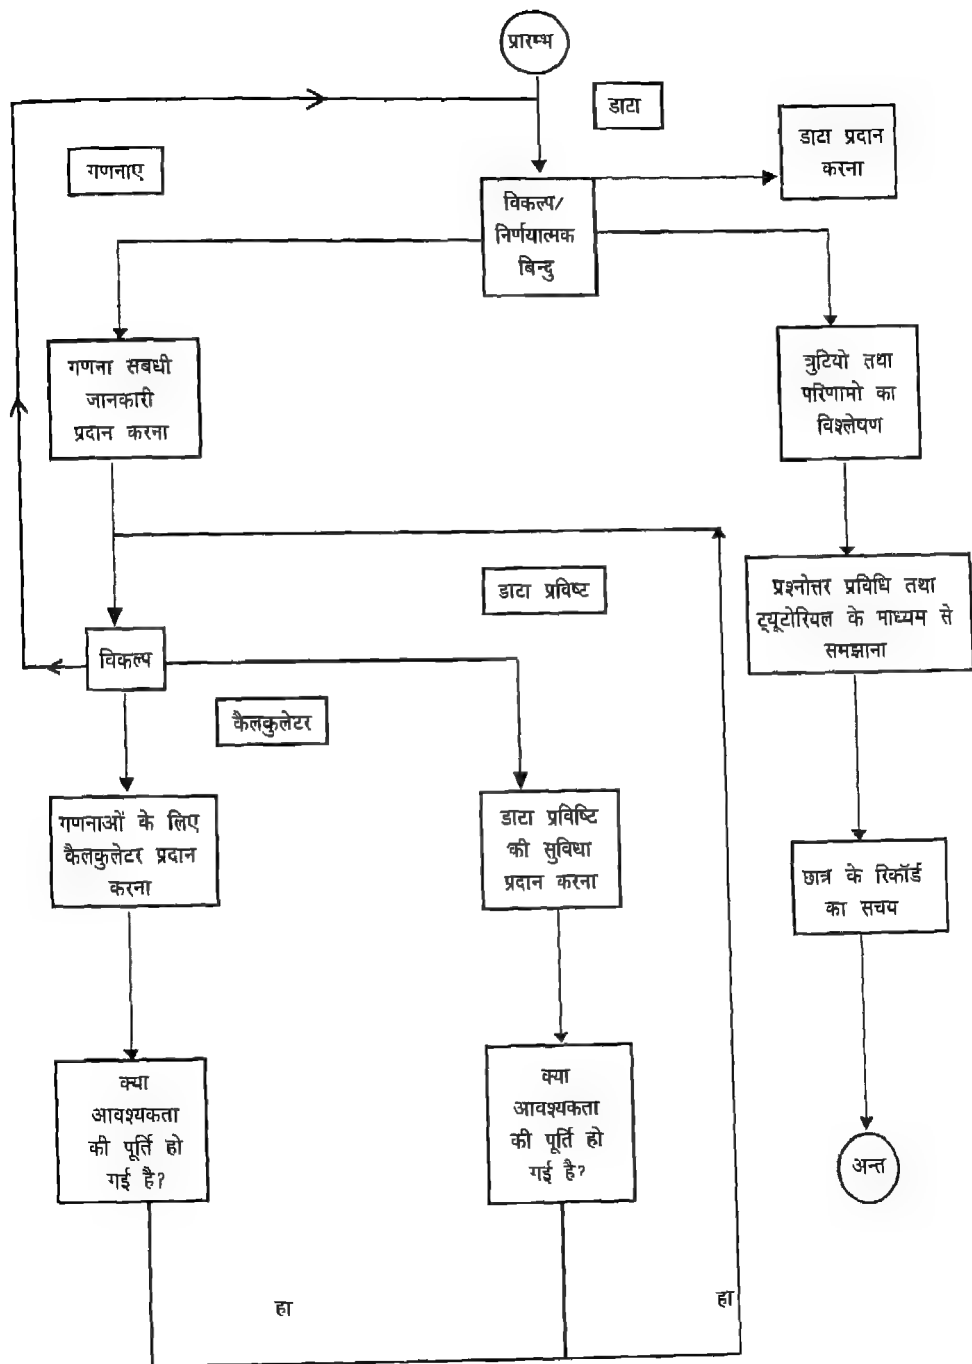 प्रारम्भ
डाटा
डाटा प्रदान
करना
गणनाए
विकल्प/
निर्णयात्मक
बिन्दु
गणना सबधी
जानकारी
प्रदान करना
त्रुटियो तथा
परिणामो का
विश्लेषण
डाटा प्रविष्ट
प्रश्नोत्तर प्रविधि तथा
ट्यूटोरियल के माध्यम से
समझाना
विकल्प
कैलकुलेटर
गणनाओं के लिए
कैलकुलेटर प्रदान
करना
डाटा प्रविष्टि
की सुविधा
प्रदान करना
छात्र के रिकॉर्ड
का सचय
क्या
आवश्यकता
की पूर्ति हो
गई है?
क्या
आवश्यकता
की पूर्ति हो
गई है?
अन्त
हा
हा